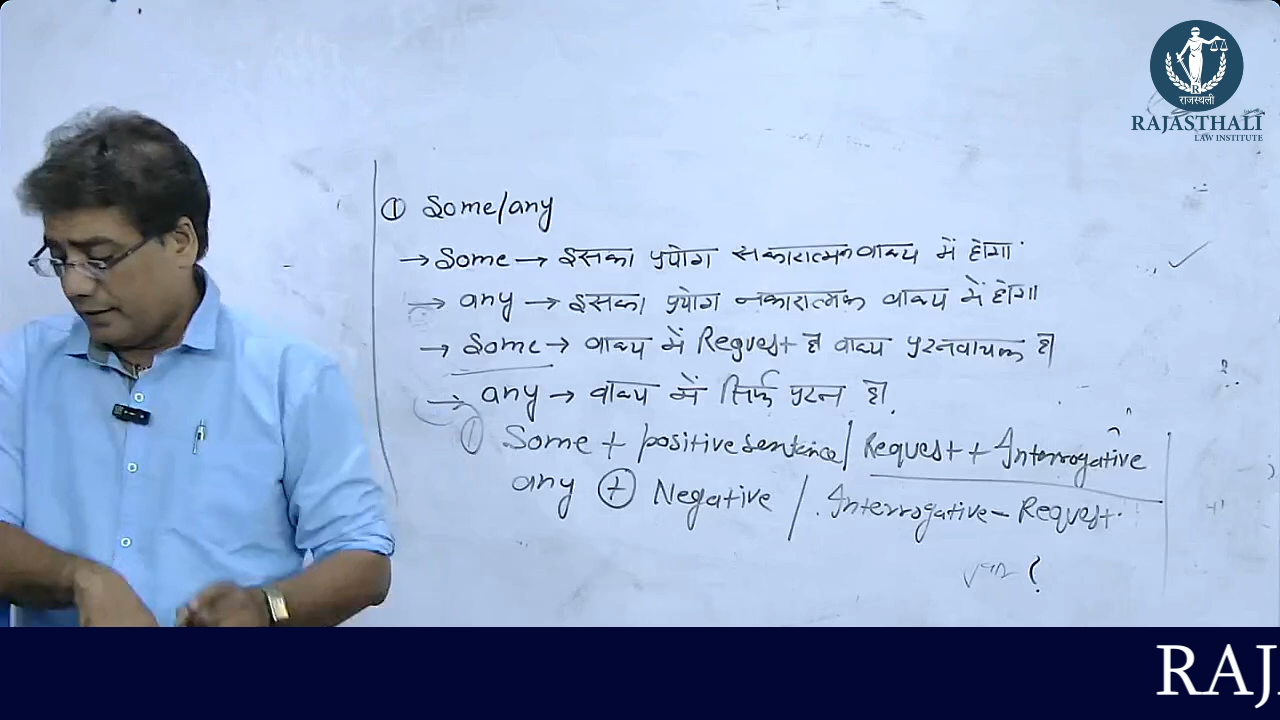 राजस्थली
RAJASTHALI
LAW INSTITUTE
① Some/any
→ Some → इसका प्रयोग सकारात्मक वाक्य में होगा
→ any → इसका प्रयोग नकारात्मक वाक्य में होगा
→ Some → वाक्य में Request हो वाक्य प्रश्नवाचक हो
→ any → वाक्य में सिर्फ प्रश्न हो.
① Some + positive sentence / Request + Interrogative
any ⊕ Negative / Interrogative – Request.
RAJ